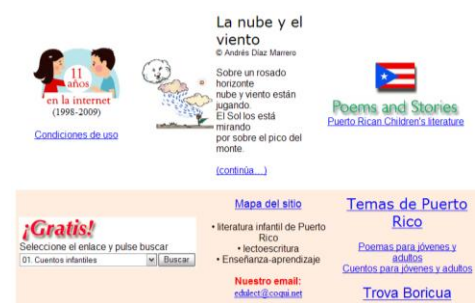 11
años
en la internet
(1998-2009)
Condiciones de uso
La nube y el
viento
© Andrés Díaz Marrero
Sobre un rosado
horizonte
nube y viento están
jugando.
El Sol los está
mirando
por sobre el pico del
monte.
(continúa...)
Poems and Stories
Puerto Rican Children's literature
¡Gratis!
Seleccione el enlace y pulse buscar
01. Cuentos infantiles
Buscar
Mapa del sitio
• literatura infantil de Puerto
Rico
• lectoescritura
• Enseñanza-aprendizaje
Nuestro email:
edulect@coqui.net
Temas de Puerto
Rico
Poemas para jóvenes y
adultos
Cuentos para jóvenes y adultos
Trova Boricua